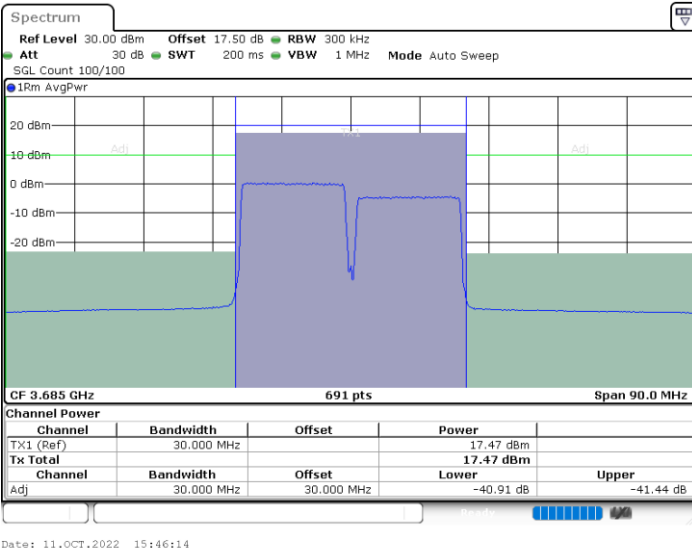 Spectrum
Ref Level 30.00 dBm Offset 17.50 dB RBW 300 kHz
Att 30 dB SWT 200 ms VBW 1 MHz Mode Auto Sweep
SGL Count 100/100
1Rm AvgPwr
20 dBm
TX1
Adj Adj
10 dBm
0 dBm
-10 dBm
-20 dBm
CF 3.685 GHz 691 pts Span 90.0 MHz
Channel Power
Channel Bandwidth Offset Power
TX1 (Ref) 30.000 MHz 17.47 dBm
Tx Total 17.47 dBm
Channel Bandwidth Offset Lower Upper
Adj 30.000 MHz 30.000 MHz -40.91 dB -41.44 dB
Ready
Date: 11.OCT.2022 15:46:14